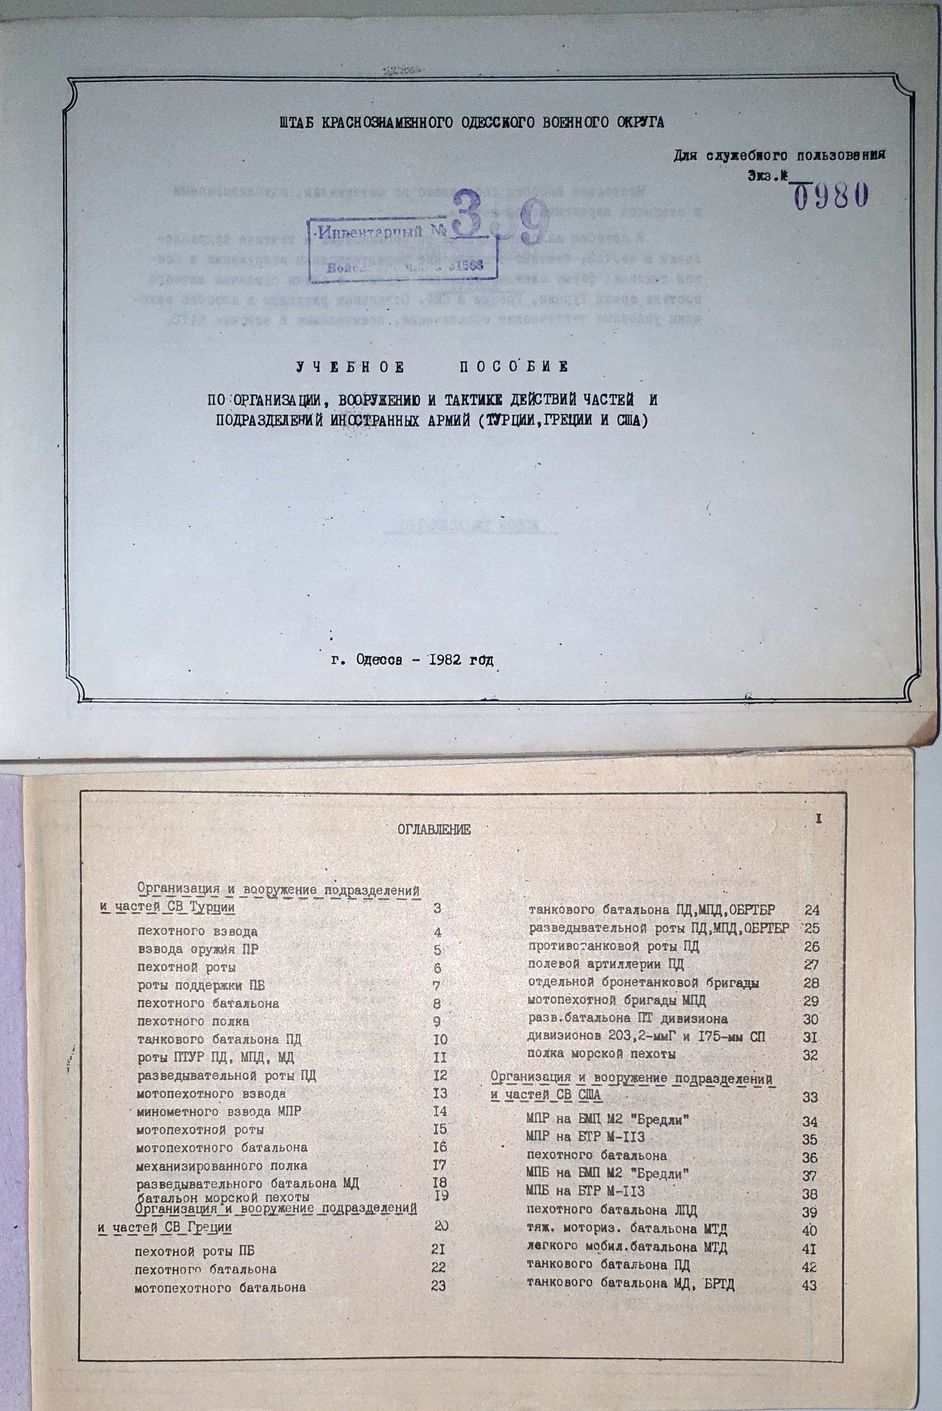 ШТАБ КРАСНОЗНАМЕННОГО ОДЕССКОГО ВОЕННОГО ОКРУГА
Для служебного пользования
Экз.№
0980
Инвентарный № 339
Войсковая часть 31568
УЧЕБНОЕ ПОСОБИЕ
ПО ОРГАНИЗАЦИИ, ВООРУЖЕНИЮ И ТАКТИКЕ ДЕЙСТВИЙ ЧАСТЕЙ И
ПОДРАЗДЕЛЕНИЙ ИНОСТРАННЫХ АРМИЙ (ТУРЦИИ,ГРЕЦИИ И США)
г. Одесса - 1982 год
I
ОГЛАВЛЕНИЕ
Организация и вооружение подразделений
и частей СВ Турции 3
пехотного взвода 4
взвода оружия ПР 5
пехотной роты 6
роты поддержки ПБ 7
пехотного батальона 8
пехотного полка 9
танкового батальона ПД 10
роты ПТУР ПД, МПД, МД II
разведывательной роты ПД 12
мотопехотного взвода 13
минометного взвода МПР 14
мотопехотной роты 15
мотопехотного батальона 16
механизированного полка 17
разведывательного батальона МД 18
батальон морской пехоты 19
Организация и вооружение подразделений
и частей СВ Греции 20
пехотной роты ПБ 21
пехотного батальона 22
мотопехотного батальона 23
танкового батальона ПД,МПД,ОБРТБР 24
разведывательной роты ПД,МПД,ОБРТБР 25
противотанковой роты ПД 26
полевой артиллерии ПД 27
отдельной бронетанковой бригады 28
мотопехотной бригады МПД 29
разв.батальона ПТ дивизиона 30
дивизионов 203,2-ммГ и 175-мм СП 31
полка морской пехоты 32
Организация и вооружение подразделений
и частей СВ США 33
МПР на БМП М2 "Бредли" 34
МПР на БТР М-II3 35
пехотного батальона 36
МПБ на БМП М2 "Бредли" 37
МПБ на БТР М-II3 38
пехотного батальона ЛПД 39
тяж. моториз. батальона МТД 40
легкого мобил.батальона МТД 41
танкового батальона ПД 42
танкового батальона МД, БРТД 43